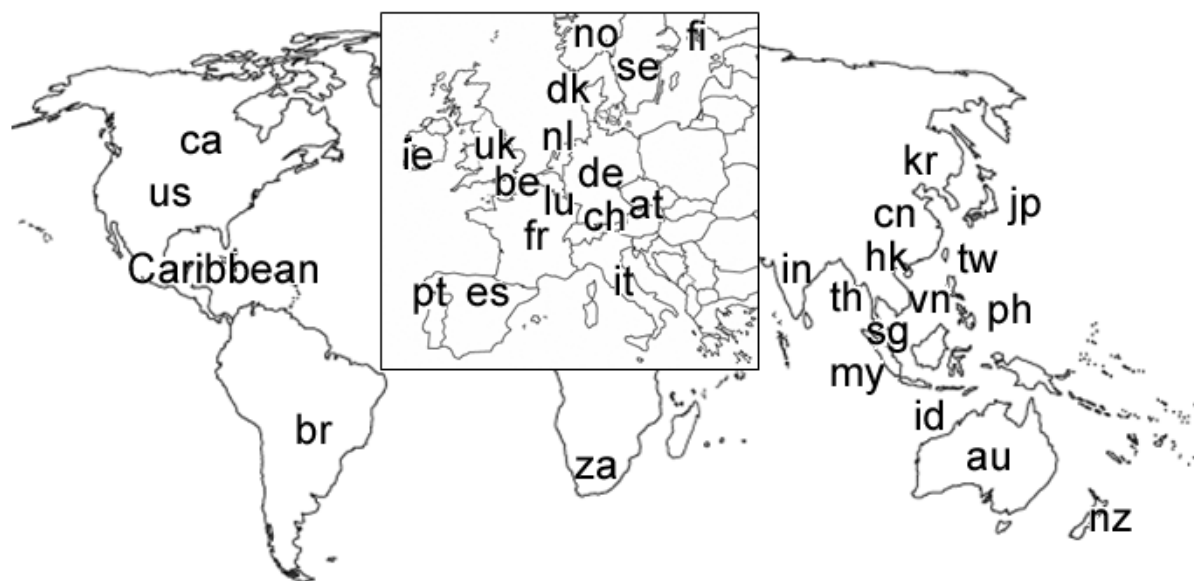 no
fi
se
dk
ca
nl
uk
ie
kr
de
be
us
lu
at
jp
ch
cn
fr
hk
tw
Caribbean
in
it
pt
es
th
vn
ph
sg
my
id
br
au
za
nz